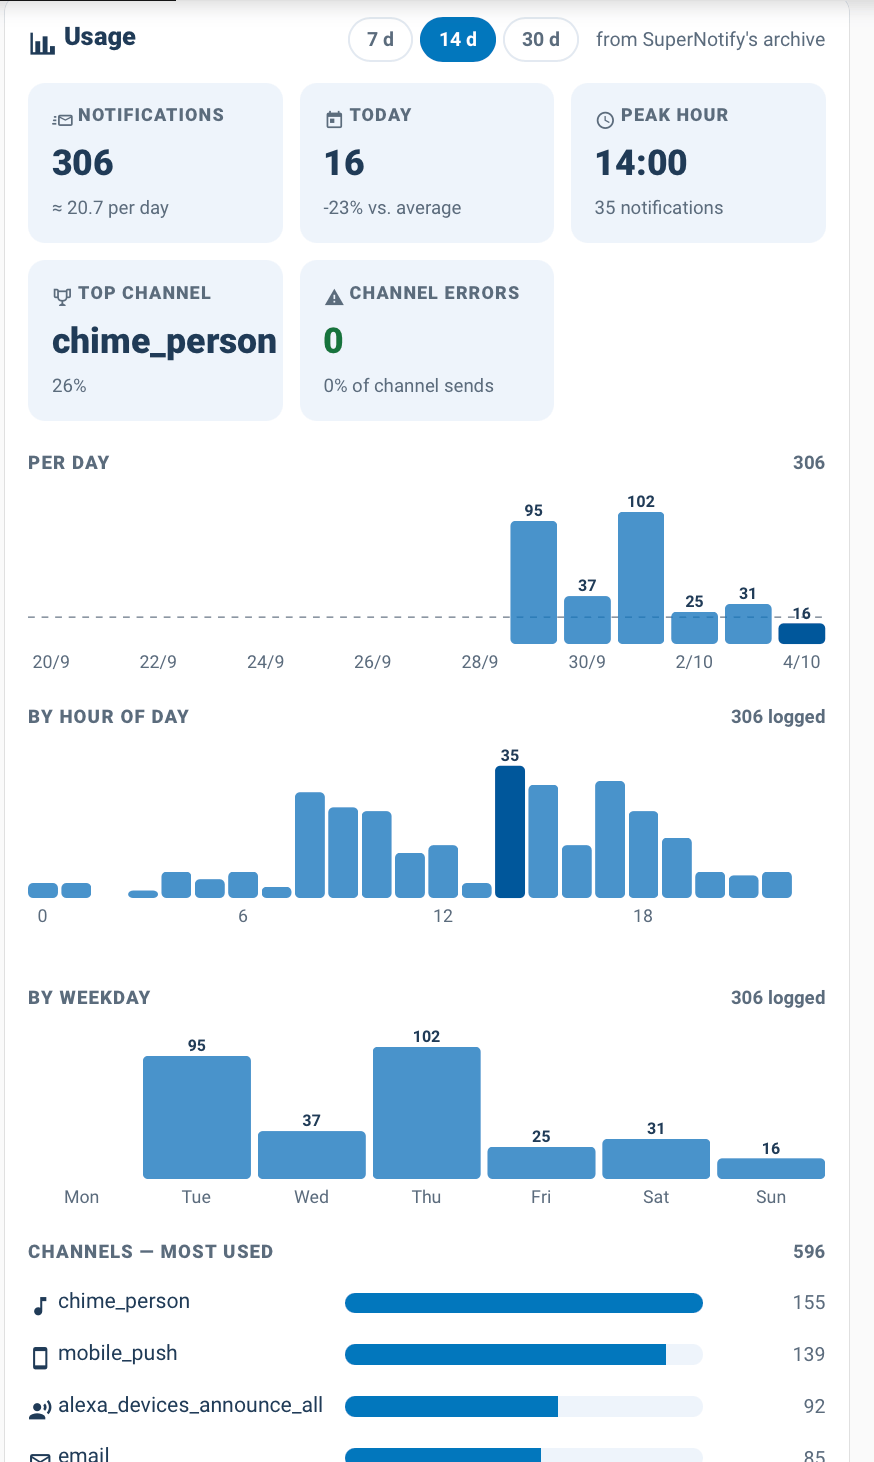 Usage
7 d 14 d 30 d from SuperNotify's archive
NOTIFICATIONS
306
≈ 20.7 per day
TODAY
16
-23% vs. average
PEAK HOUR
14:00
35 notifications
TOP CHANNEL
chime_person
26%
CHANNEL ERRORS
0
0% of channel sends
PER DAY 306
95 37 102 25 31 16
20/9 22/9 24/9 26/9 28/9 30/9 2/10 4/10
BY HOUR OF DAY 306 logged
35
0 6 12 18
BY WEEKDAY 306 logged
95 37 102 25 31 16
Mon Tue Wed Thu Fri Sat Sun
CHANNELS — MOST USED 596
chime_person 155
mobile_push 139
alexa_devices_announce_all 92
email 85